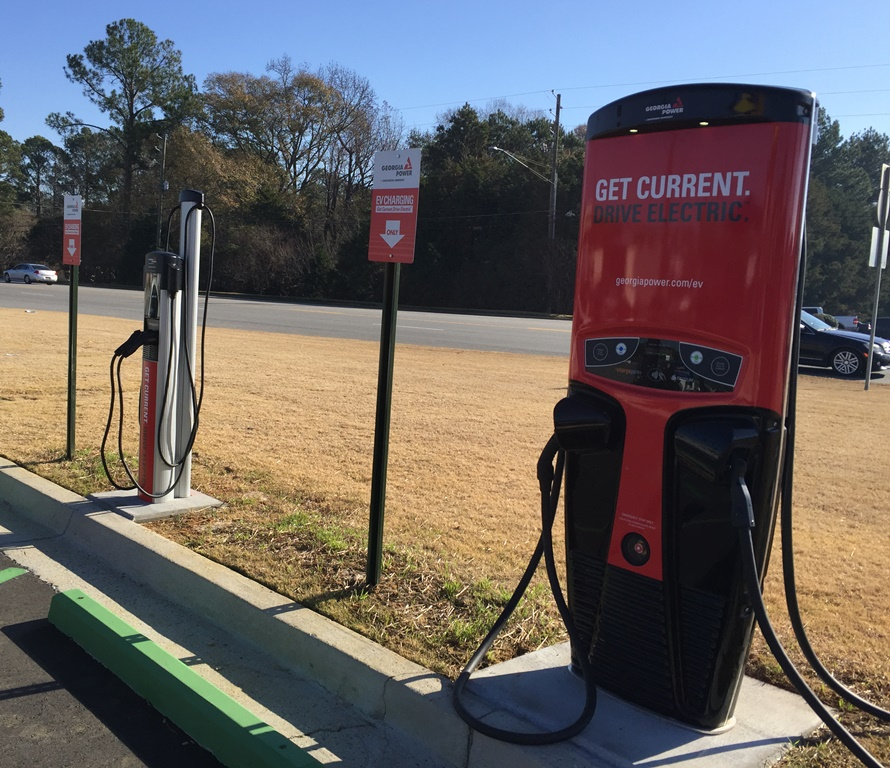 GEORGIA
POWER
GET CURRENT.
DRIVE ELECTRIC.
georgiapower.com/ev
GEORGIA
POWER
EV CHARGING
ONLY
GET CURRENT.